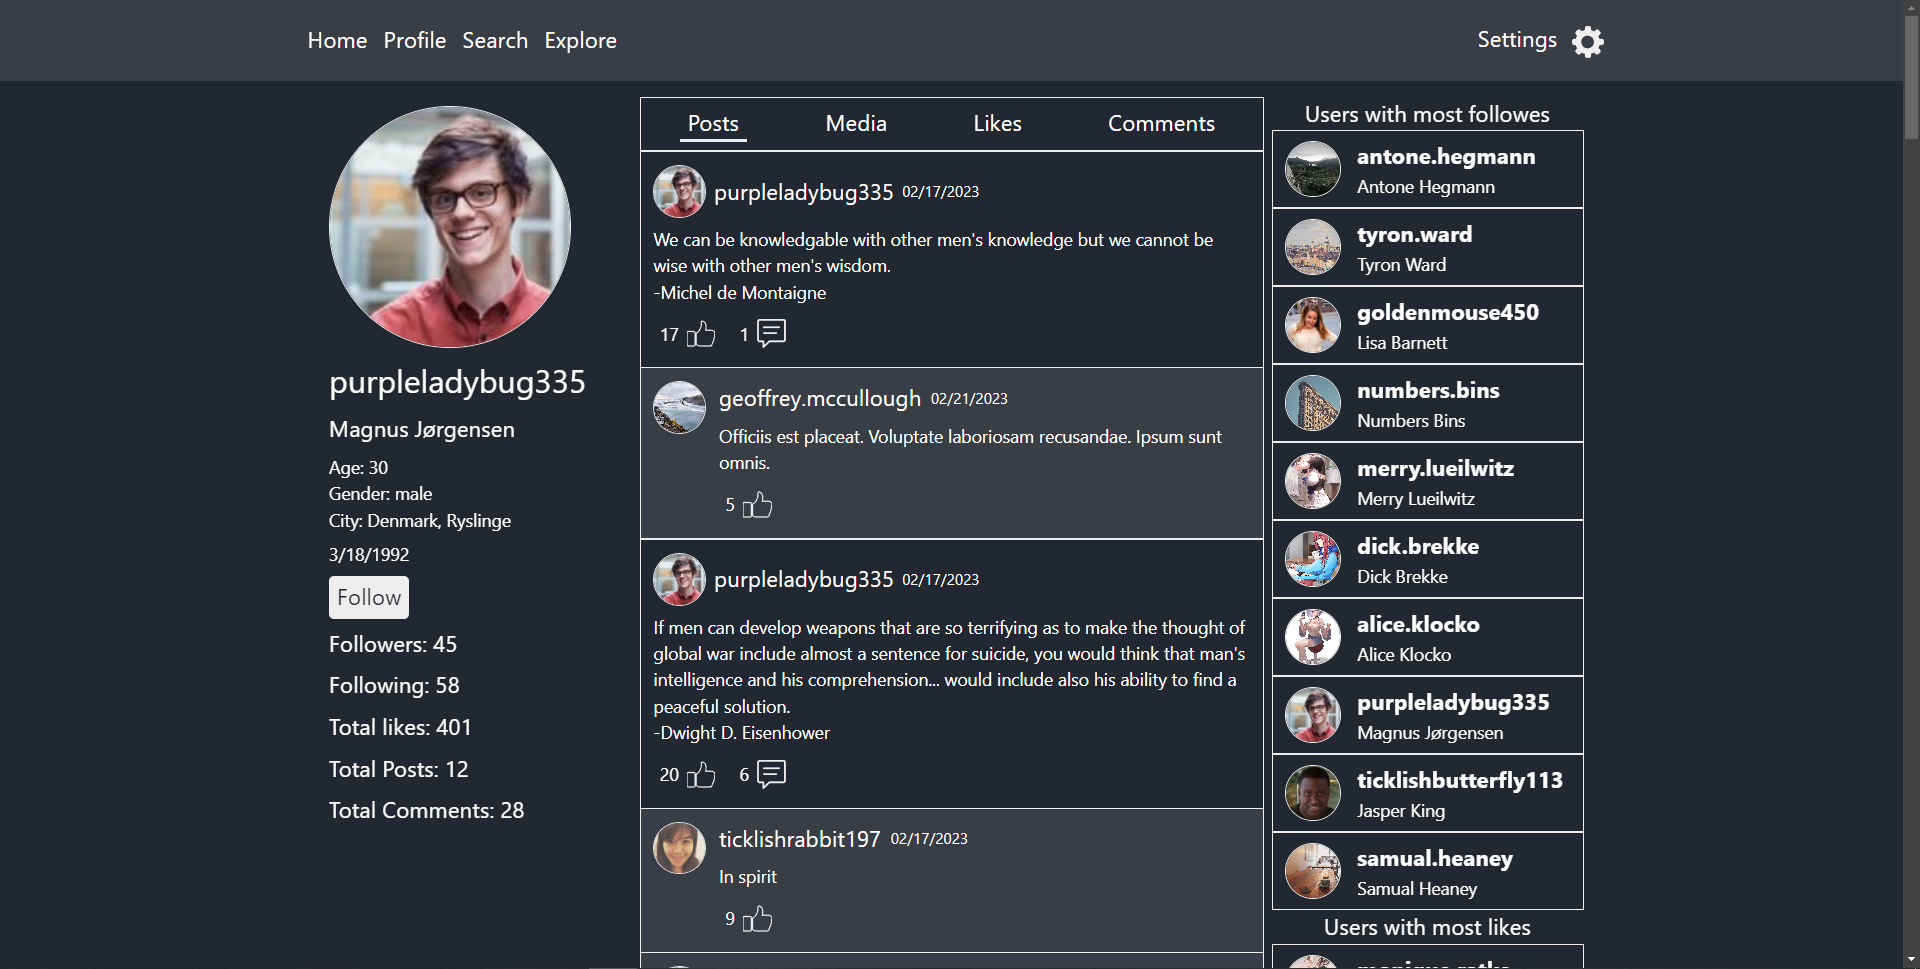 Home Profile Search Explore Settings
purpleladybug335
Magnus Jørgensen
Age: 30
Gender: male
City: Denmark, Ryslinge
3/18/1992
Follow
Followers: 45
Following: 58
Total likes: 401
Total Posts: 12
Total Comments: 28
Posts Media Likes Comments
purpleladybug335 02/17/2023
We can be knowledgable with other men's knowledge but we cannot be
wise with other men's wisdom.
-Michel de Montaigne
17 1
geoffrey.mccullough 02/21/2023
Officiis est placeat. Voluptate laboriosam recusandae. Ipsum sunt
omnis.
5
purpleladybug335 02/17/2023
If men can develop weapons that are so terrifying as to make the thought of
global war include almost a sentence for suicide, you would think that man's
intelligence and his comprehension... would include also his ability to find a
peaceful solution.
-Dwight D. Eisenhower
20 6
ticklishrabbit197 02/17/2023
In spirit
9
Users with most followes
antone.hegmann
Antone Hegmann
tyron.ward
Tyron Ward
goldenmouse450
Lisa Barnett
numbers.bins
Numbers Bins
merry.lueilwitz
Merry Lueilwitz
dick.brekke
Dick Brekke
alice.klocko
Alice Klocko
purpleladybug335
Magnus Jørgensen
ticklishbutterfly113
Jasper King
samual.heaney
Samual Heaney
Users with most likes